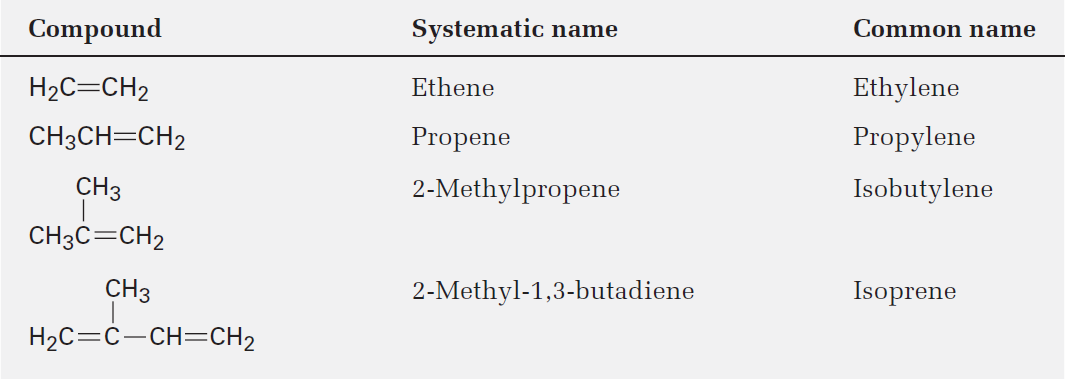 Compound Systematic name Common name
H₂C=CH₂ Ethene Ethylene
CH₃CH=CH₂ Propene Propylene
CH₃ 2-Methylpropene Isobutylene
|
CH₃C=CH₂
CH₃ 2-Methyl-1,3-butadiene Isoprene
|
H₂C=C—CH=CH₂